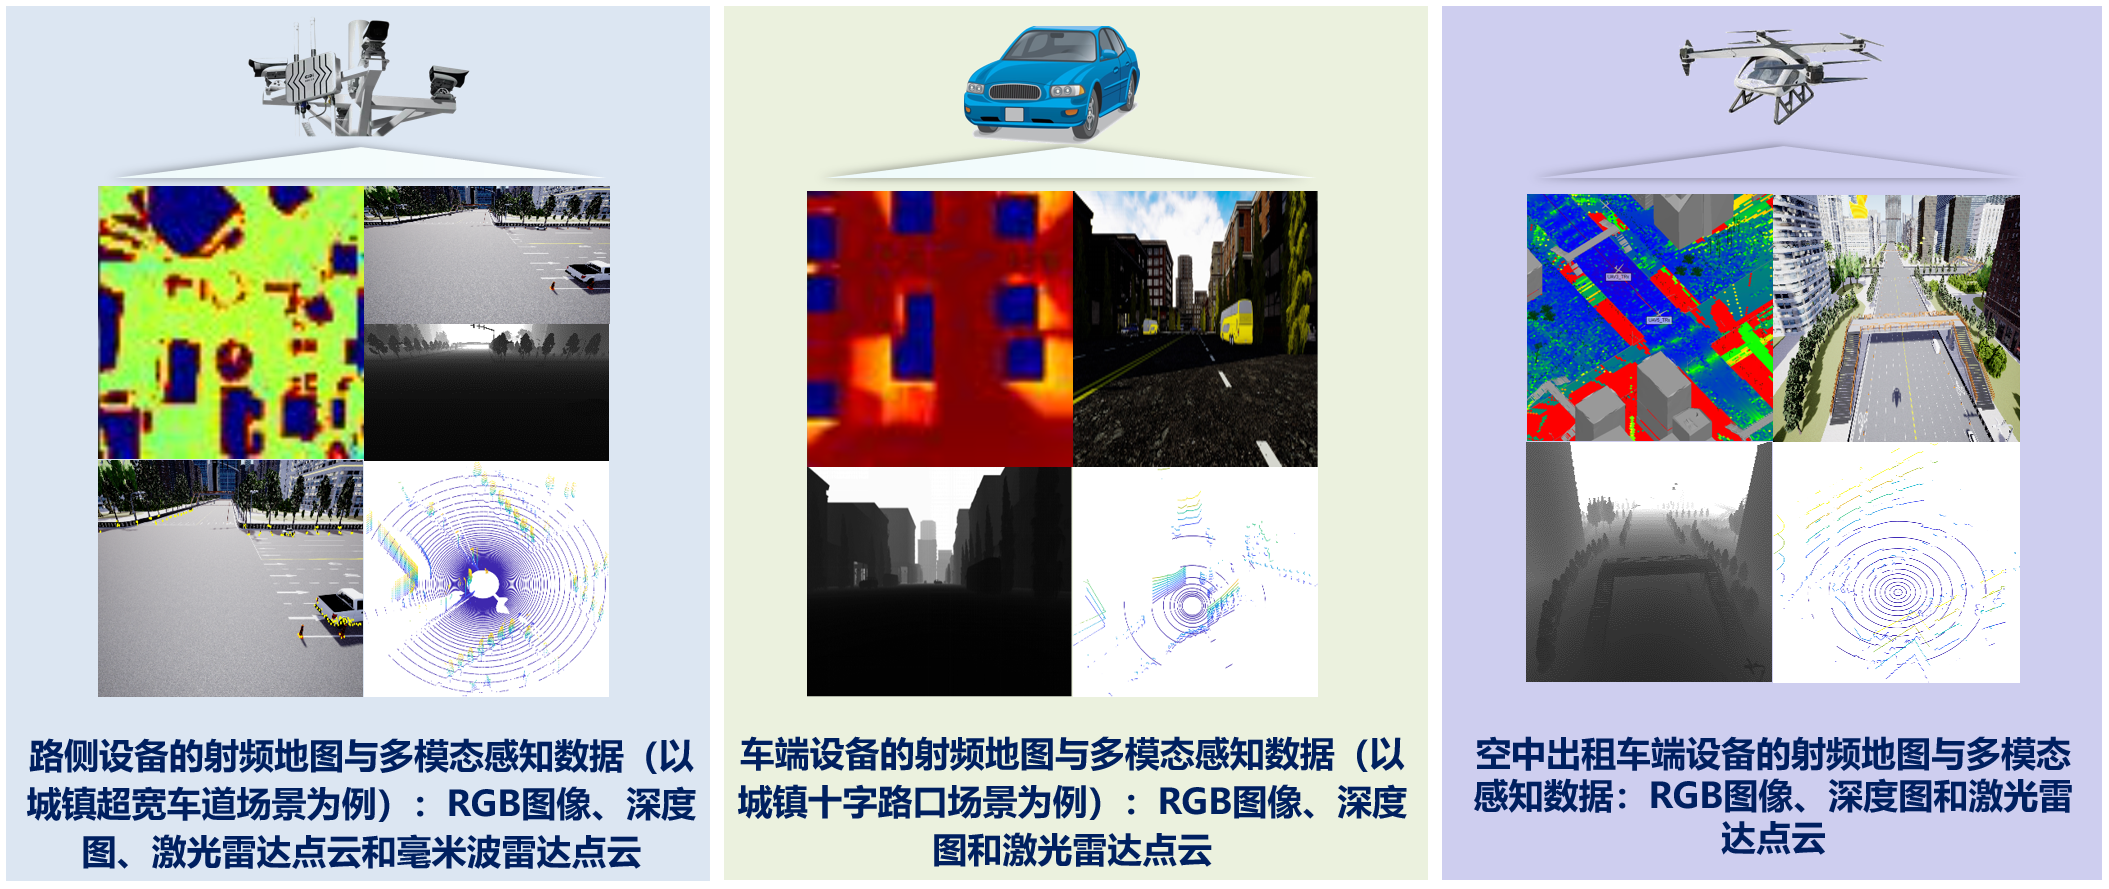 路侧设备的射频地图与多模态感知数据（以
城镇超宽车道场景为例）：RGB图像、深度
图、激光雷达点云和毫米波雷达点云
车端设备的射频地图与多模态感知数据（以
城镇十字路口场景为例）：RGB图像、深度
图和激光雷达点云
空中出租车端设备的射频地图与多模态
感知数据：RGB图像、深度图和激光雷
达点云